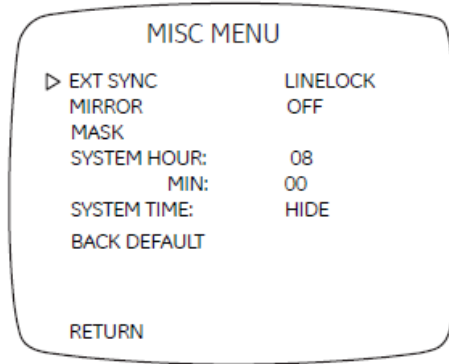 MISC MENU
EXT SYNC LINELOCK
MIRROR OFF
MASK
SYSTEM HOUR: 08
MIN: 00
SYSTEM TIME: HIDE
BACK DEFAULT
RETURN